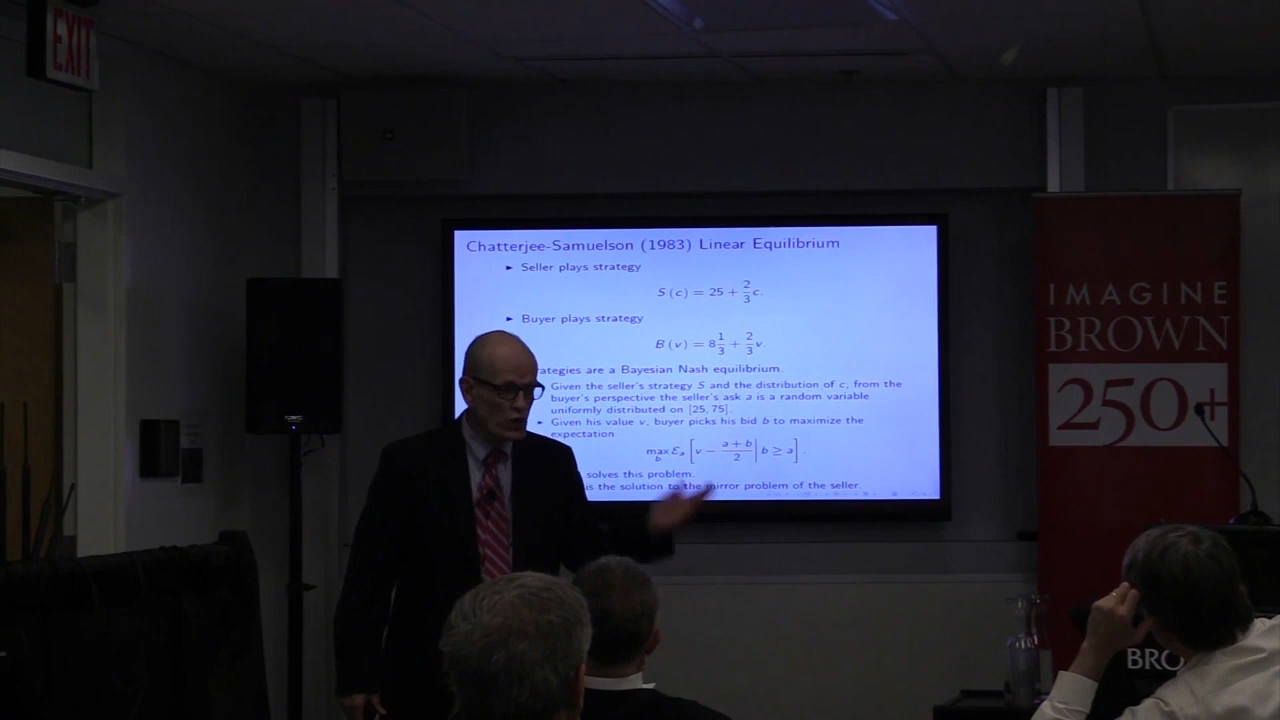 EXIT
Chatterjee-Samuelson (1983) Linear Equilibrium
► Seller plays strategy
S (c) = 25 + 2/3 c.
► Buyer plays strategy
B (v) = 8 1/3 + 2/3 v.
are a Bayesian Nash equilibrium.
Given the seller's strategy S and the distribution of c, from the
buyer's perspective the seller's ask a is a random variable
uniformly distributed on [25, 75].
► Given his value v, buyer picks his bid b to maximize the
expectation
max_b ℰ_a [v − (a + b)/2 | b ≥ a].
solves this problem.
is the solution to the mirror problem of the seller.
IMAGINE
BROWN
250+
BRO